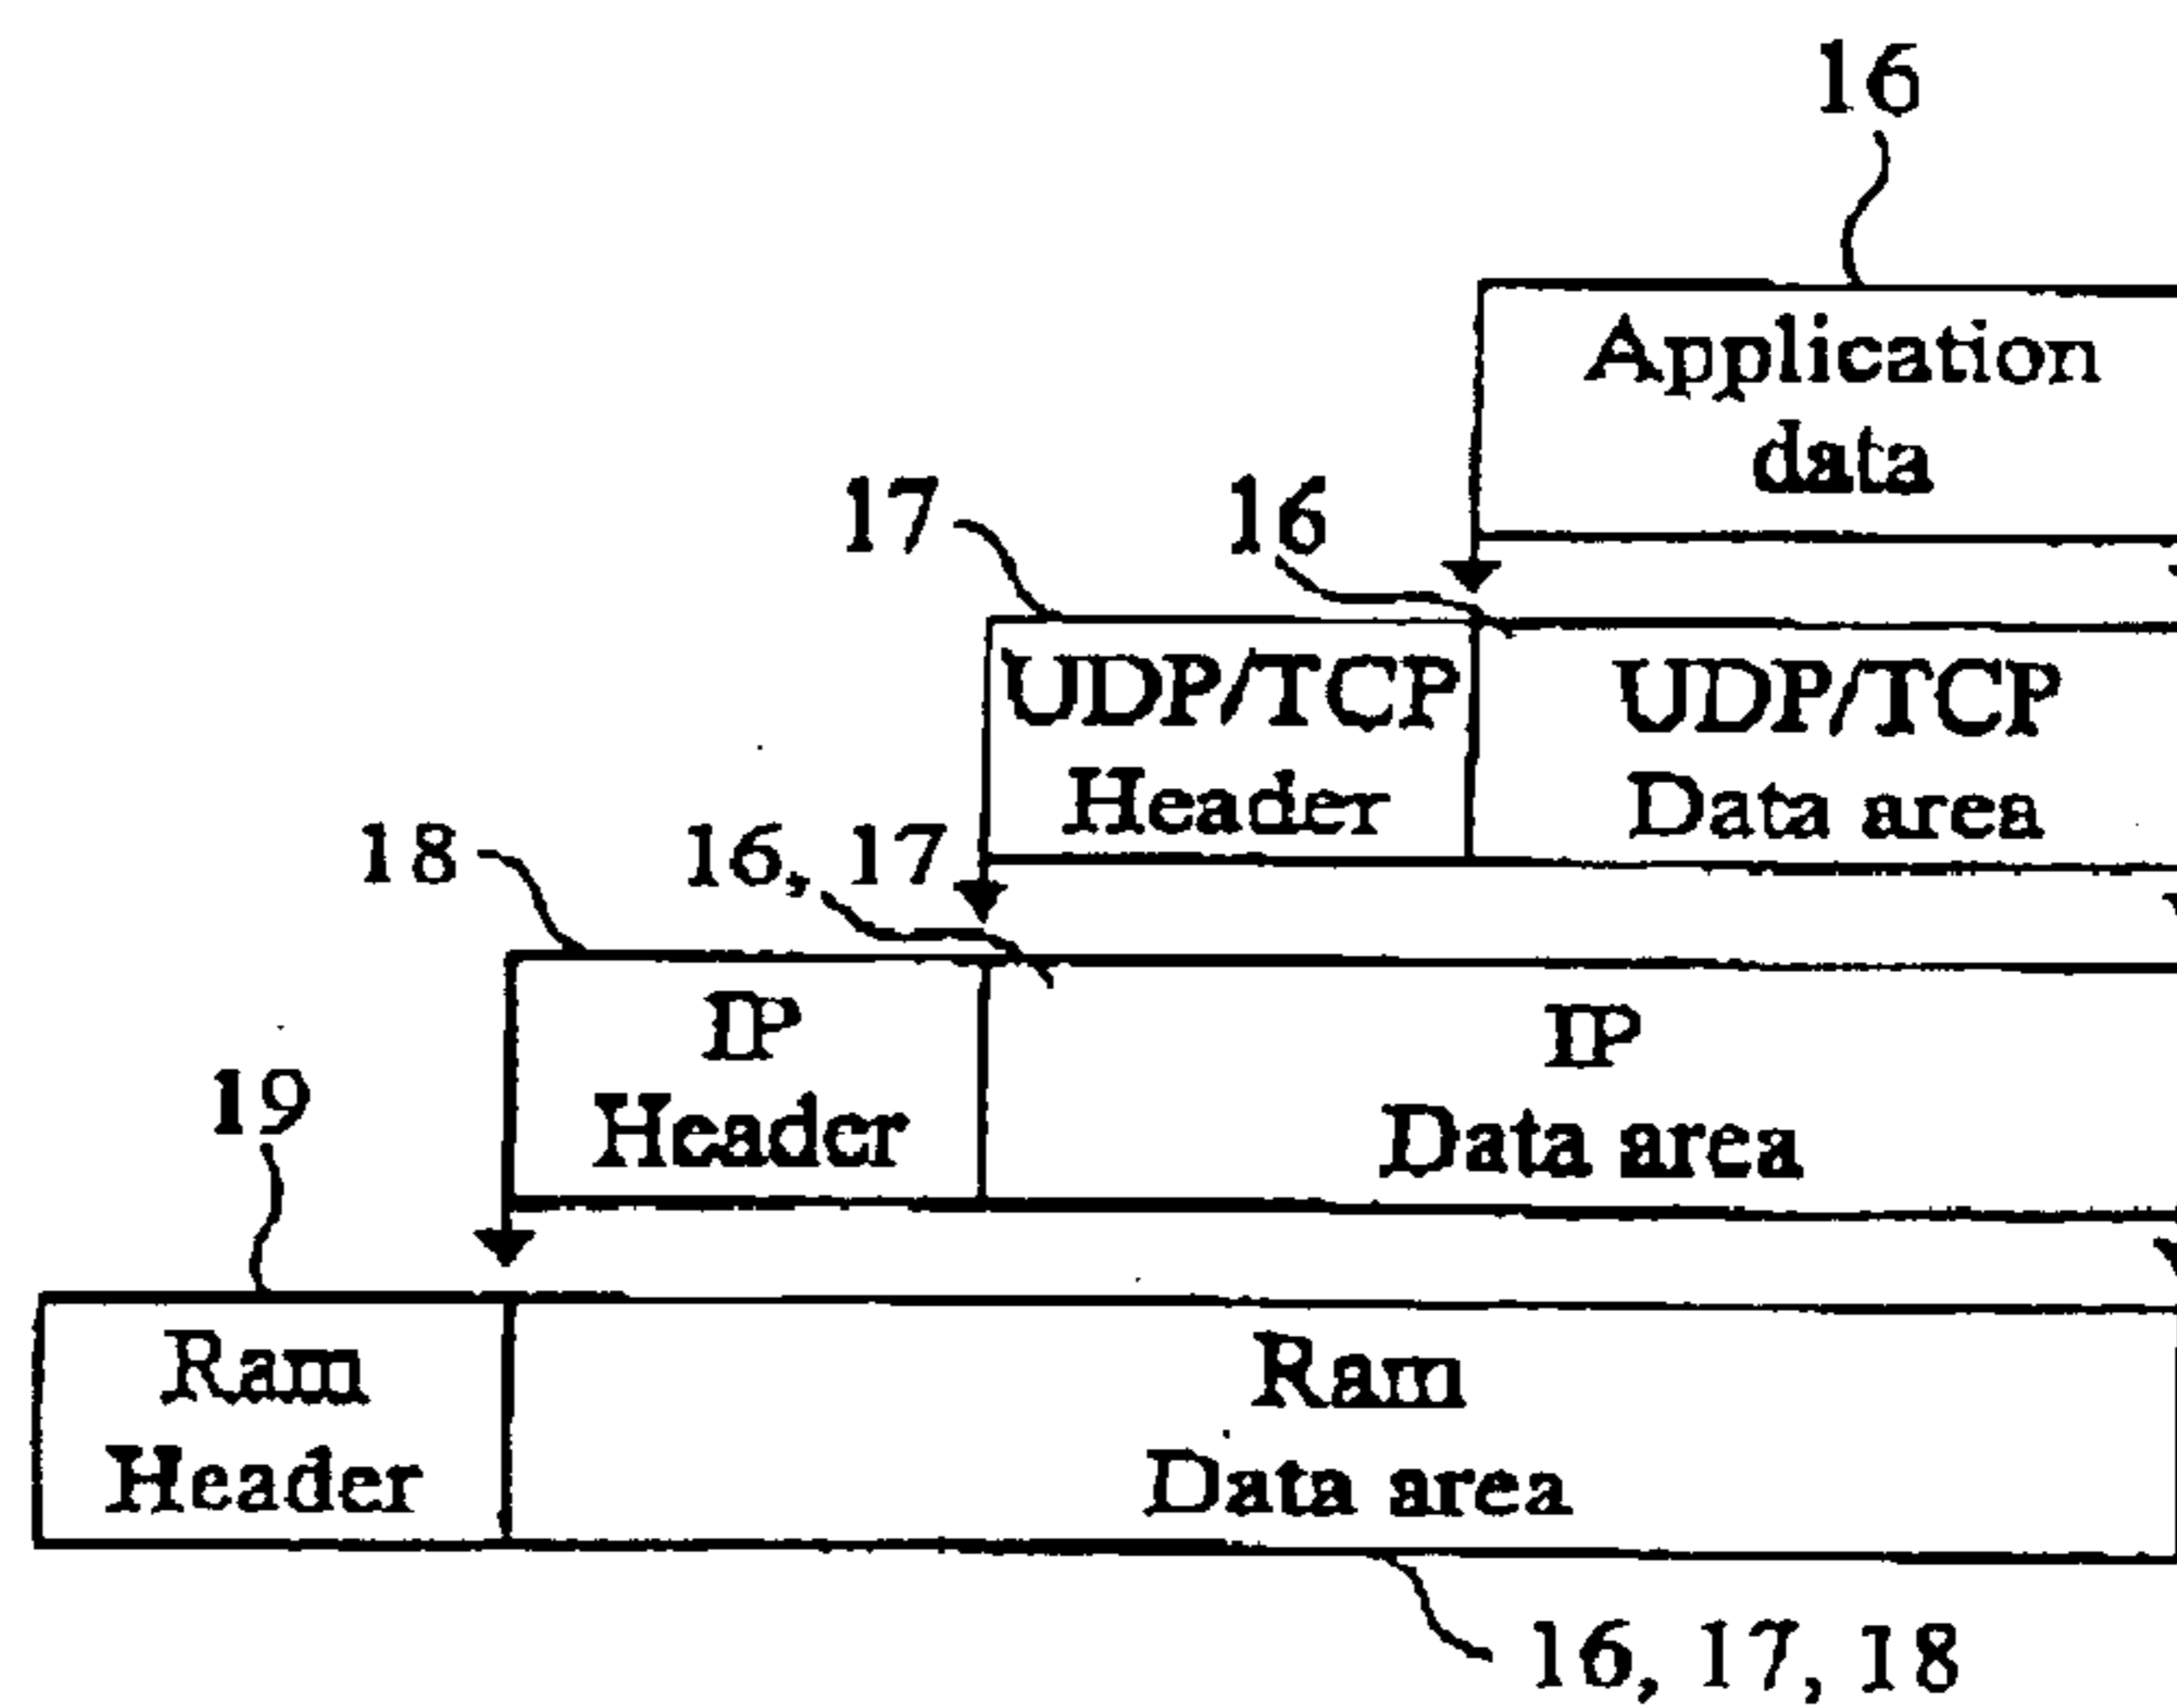 16
Application
data
17
16
UDP/TCP
Header
UDP/TCP
Data area
18
16, 17
IP
Header
IP
Data area
19
Ram
Header
Ram
Data area
16, 17, 18